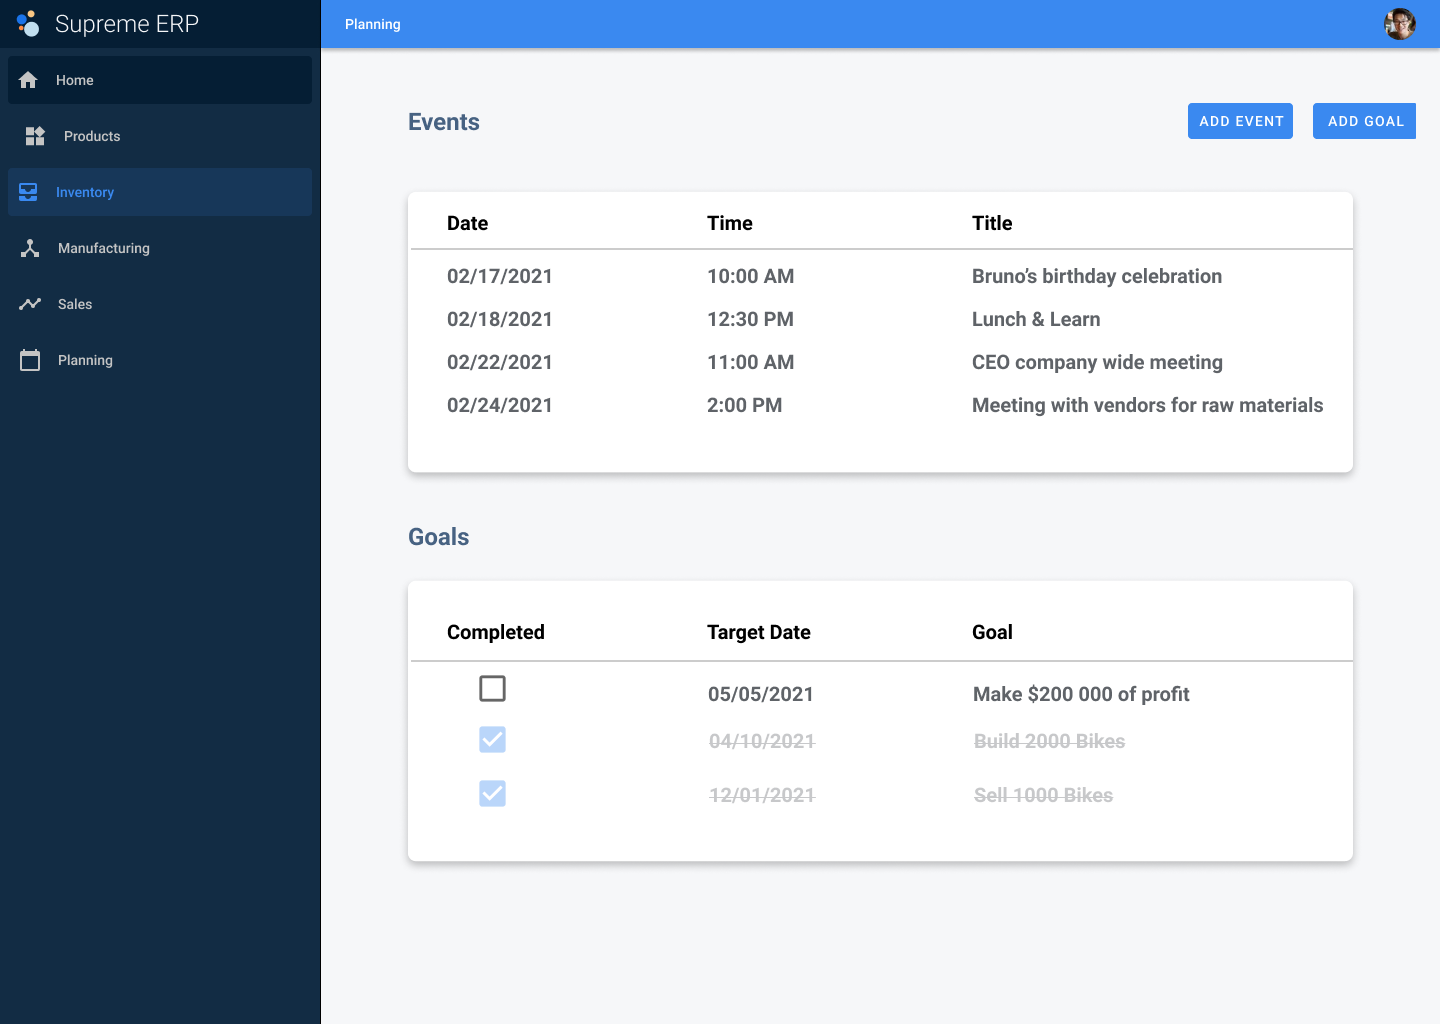 Supreme ERP
Planning
Home
Products
Inventory
Manufacturing
Sales
Planning
Events
ADD EVENT
ADD GOAL
Date Time Title
02/17/2021 10:00 AM Bruno’s birthday celebration
02/18/2021 12:30 PM Lunch & Learn
02/22/2021 11:00 AM CEO company wide meeting
02/24/2021 2:00 PM Meeting with vendors for raw materials
Goals
Completed Target Date Goal
05/05/2021 Make $200 000 of profit
04/10/2021 Build 2000 Bikes
12/01/2021 Sell 1000 Bikes